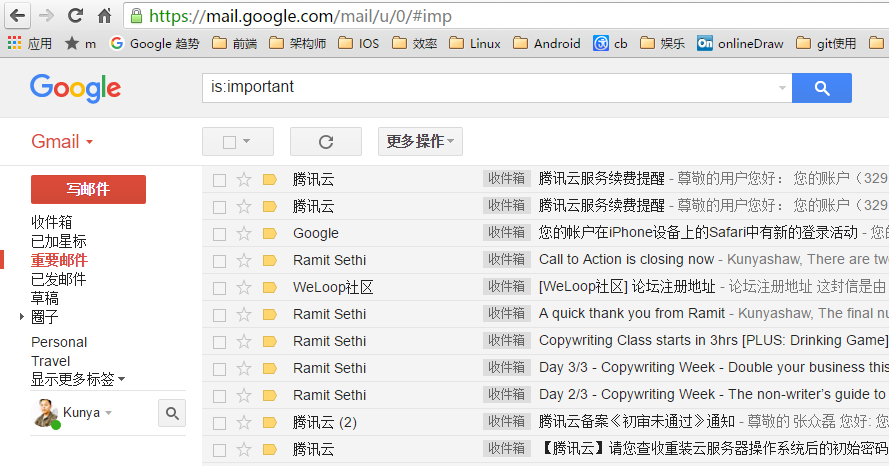 https://mail.google.com/mail/u/0/#imp
应用 m Google 趋势 前端 架构师 IOS 效率 Linux Android cb 娱乐 On onlineDraw git使用
Google is:important
Gmail 更多操作
写邮件
收件箱
已加星标
重要邮件
已发邮件
草稿
圈子
Personal
Travel
显示更多标签
Kunya
腾讯云 收件箱 腾讯云服务续费提醒 - 尊敬的用户您好： 您的账户（329
腾讯云 收件箱 腾讯云服务续费提醒 - 尊敬的用户您好： 您的账户（329
Google 收件箱 您的帐户在iPhone设备上的Safari中有新的登录活动 - 您的
Ramit Sethi 收件箱 Call to Action is closing now - Kunyashaw, There are two
WeLoop社区 收件箱 [WeLoop社区] 论坛注册地址 - 论坛注册地址 这封信是由
Ramit Sethi 收件箱 A quick thank you from Ramit - Kunyashaw, The final nu
Ramit Sethi 收件箱 Copywriting Class starts in 3hrs [PLUS: Drinking Game]
Ramit Sethi 收件箱 Day 3/3 - Copywriting Week - Double your business this
Ramit Sethi 收件箱 Day 2/3 - Copywriting Week - The non-writer's guide to
腾讯云 (2) 收件箱 腾讯云备案《初审未通过》通知 - 尊敬的 张众磊 您好: 您
腾讯云 收件箱 【腾讯云】请您查收重装云服务器操作系统后的初始密码